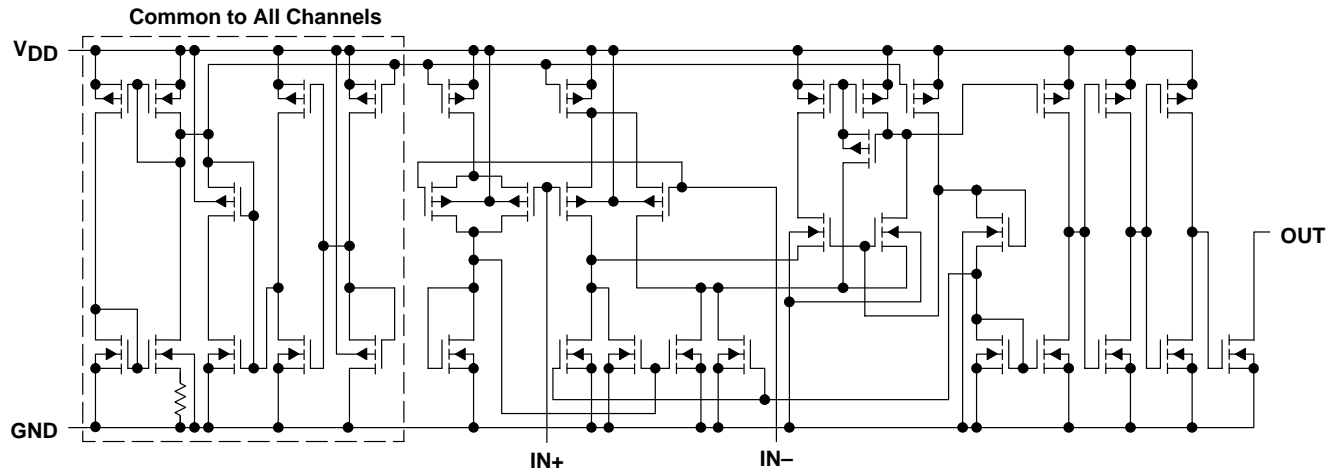 Common to All Channels
VDD
OUT
GND
IN+
IN−